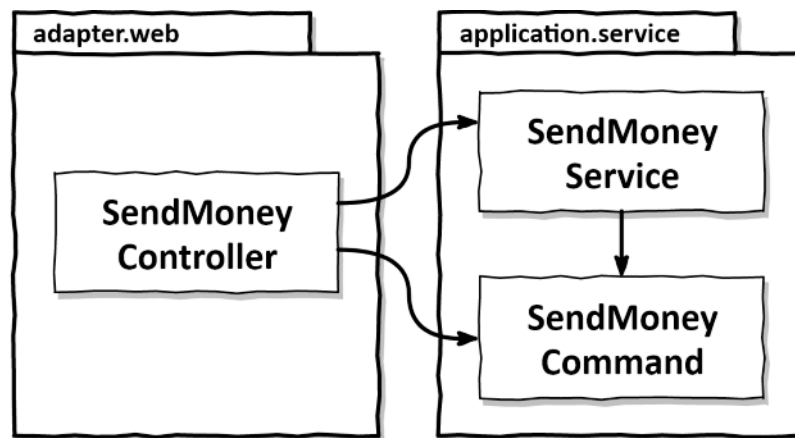 adapter.web
SendMoney
Controller
application.service
SendMoney
Service
SendMoney
Command